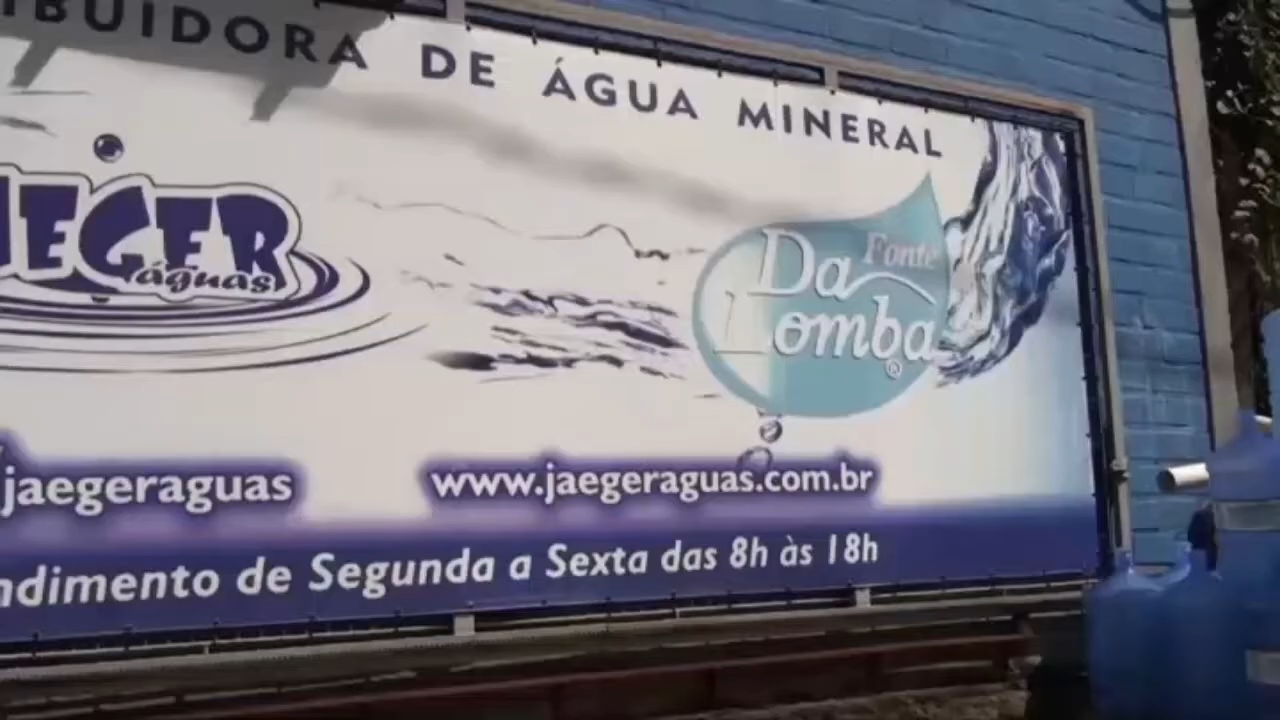 IBUIDORA DE ÁGUA MINERAL
AEGER
águas
Fonte
Da
Lomba
®
jaegeraguas
www.jaegeraguas.com.br
ndimento de Segunda a Sexta das 8h às 18h